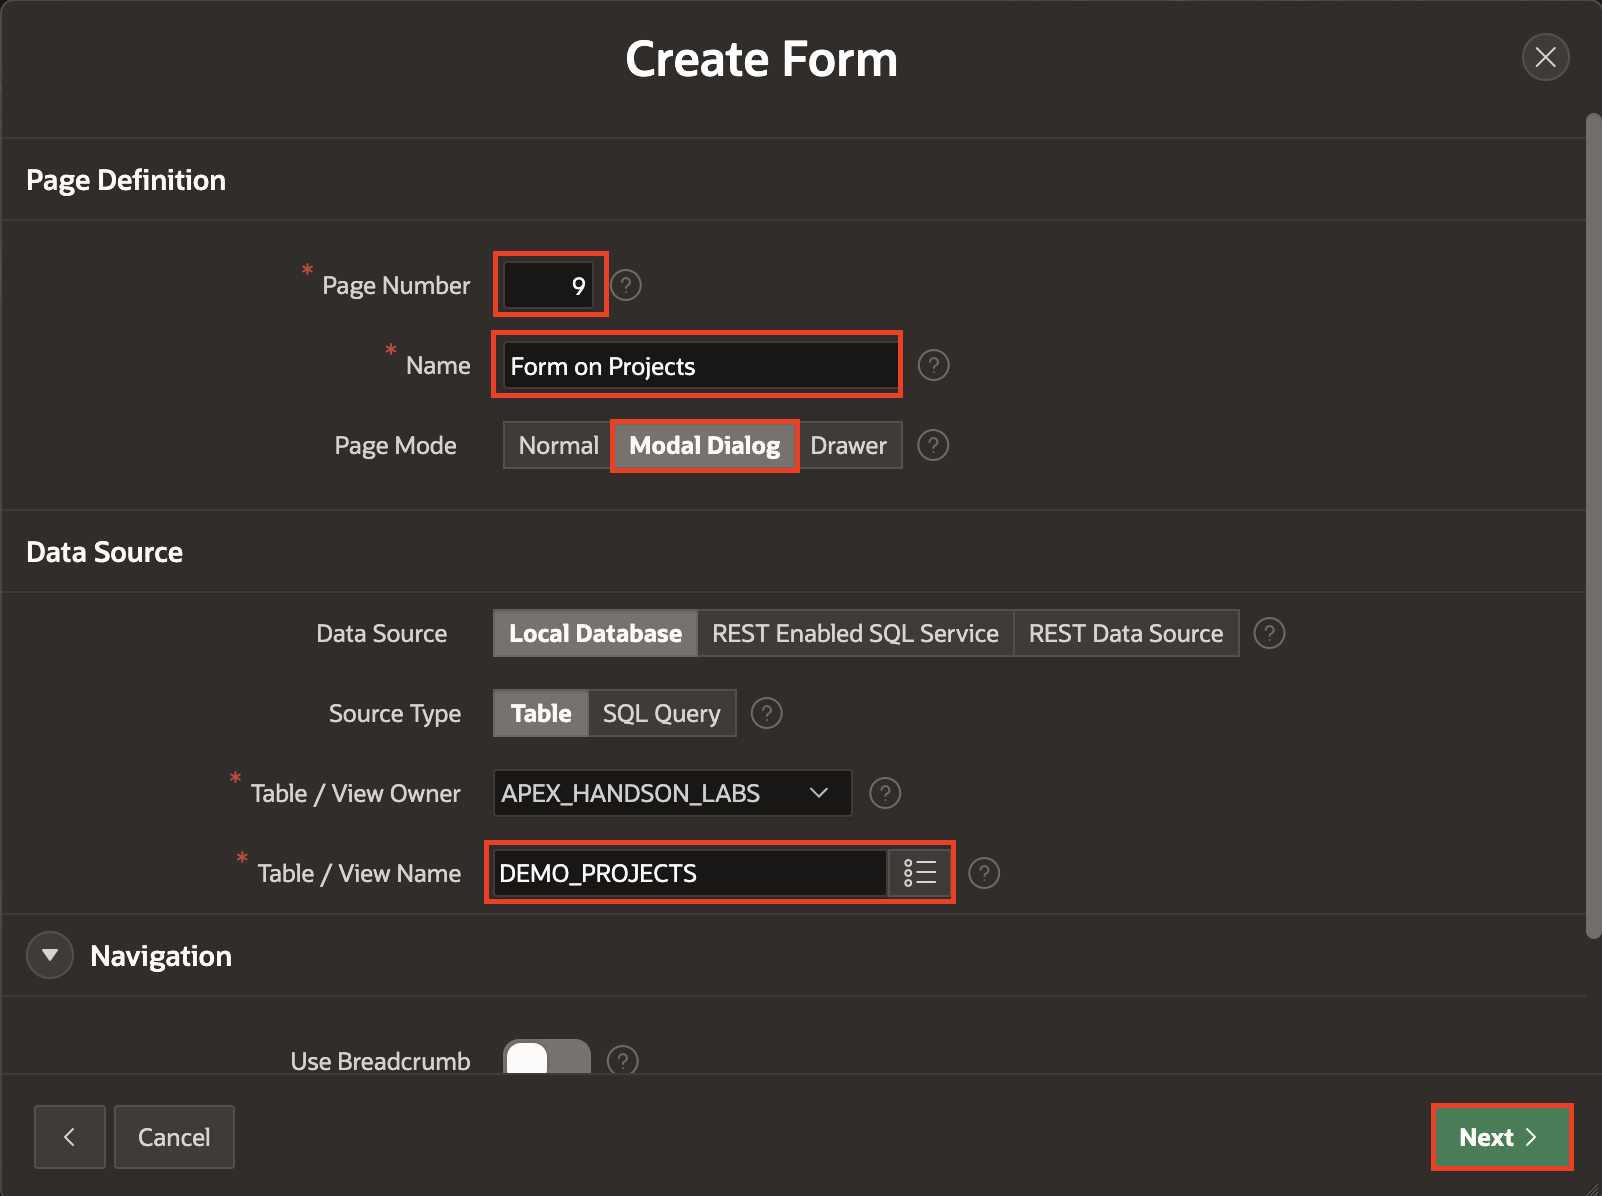 Create Form
Page Definition
* Page Number 9 ?
* Name Form on Projects ?
Page Mode Normal Modal Dialog Drawer ?
Data Source
Data Source Local Database REST Enabled SQL Service REST Data Source ?
Source Type Table SQL Query ?
* Table / View Owner APEX_HANDSON_LABS ?
* Table / View Name DEMO_PROJECTS ?
Navigation
Use Breadcrumb ?
Cancel Next